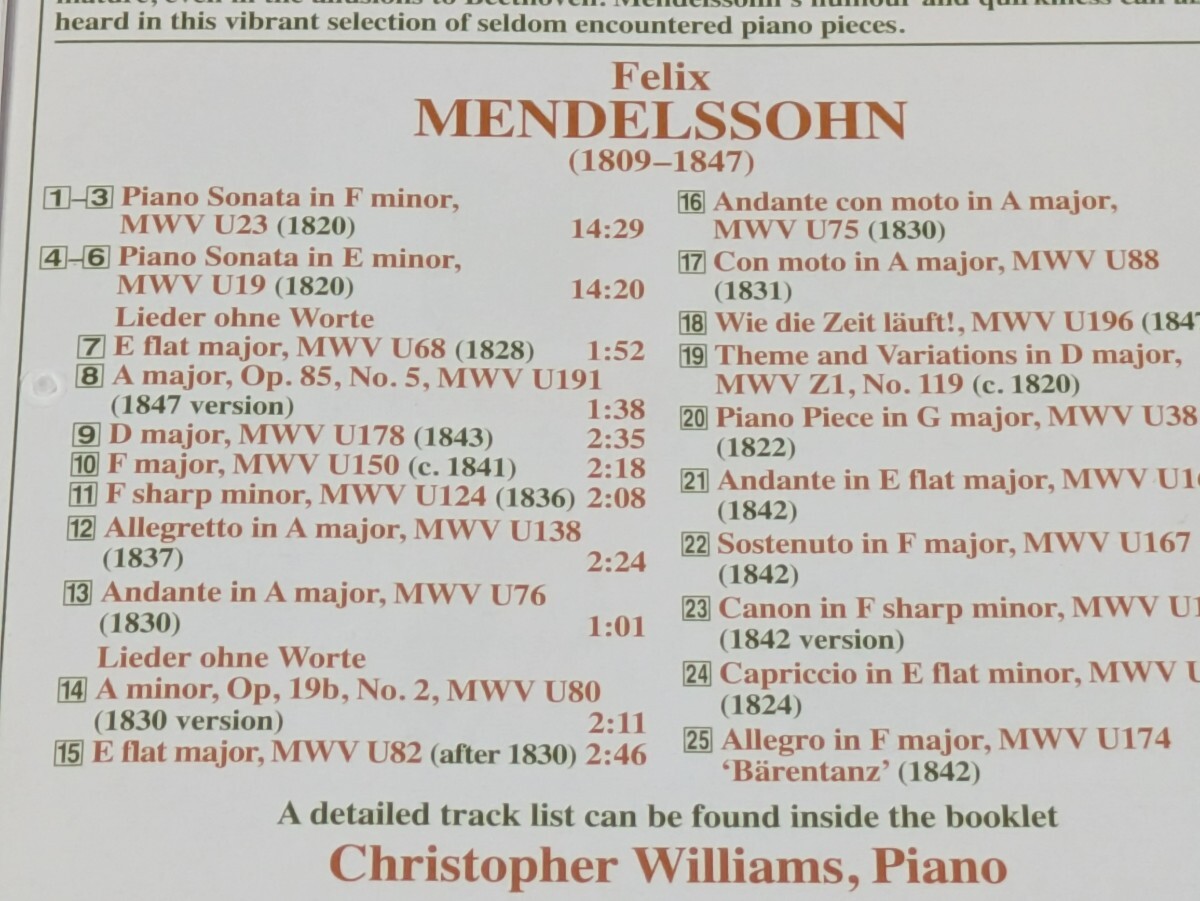 heard in this vibrant selection of seldom encountered piano pieces.
Felix
MENDELSSOHN
(1809–1847)
1–3 Piano Sonata in F minor,
MWV U23 (1820) 14:29
4–6 Piano Sonata in E minor,
MWV U19 (1820) 14:20
Lieder ohne Worte
7 E flat major, MWV U68 (1828) 1:52
8 A major, Op. 85, No. 5, MWV U191
(1847 version) 1:38
9 D major, MWV U178 (1843) 2:35
10 F major, MWV U150 (c. 1841) 2:18
11 F sharp minor, MWV U124 (1836) 2:08
12 Allegretto in A major, MWV U138
(1837) 2:24
13 Andante in A major, MWV U76
(1830) 1:01
Lieder ohne Worte
14 A minor, Op, 19b, No. 2, MWV U80
(1830 version) 2:11
15 E flat major, MWV U82 (after 1830) 2:46
16 Andante con moto in A major,
MWV U75 (1830)
17 Con moto in A major, MWV U88
(1831)
18 Wie die Zeit läuft!, MWV U196
19 Theme and Variations in D major,
MWV Z1, No. 119 (c. 1820)
20 Piano Piece in G major, MWV U38
(1822)
21 Andante in E flat major, MWV
(1842)
22 Sostenuto in F major, MWV U167
(1842)
23 Canon in F sharp minor, MWV
(1842 version)
24 Capriccio in E flat minor, MWV
(1824)
25 Allegro in F major, MWV U174
‘Bärentanz’ (1842)
A detailed track list can be found inside the booklet
Christopher Williams, Piano